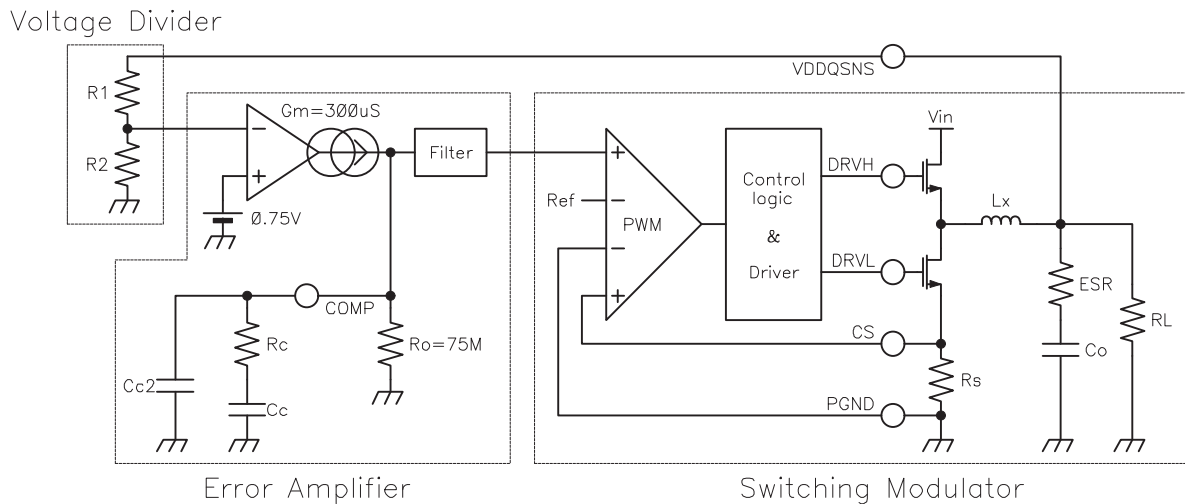 Voltage Divider
VDDQSNS
R1
R2
Gm=300uS
−
+
0.75V
Filter
COMP
Rc
Cc2
Cc
Ro=75M
Error Amplifier
+
Ref
−
PWM
−
+
Control
logic
&
Driver
DRVH
DRVL
CS
PGND
Vin
Lx
Rs
ESR
Co
RL
Switching Modulator